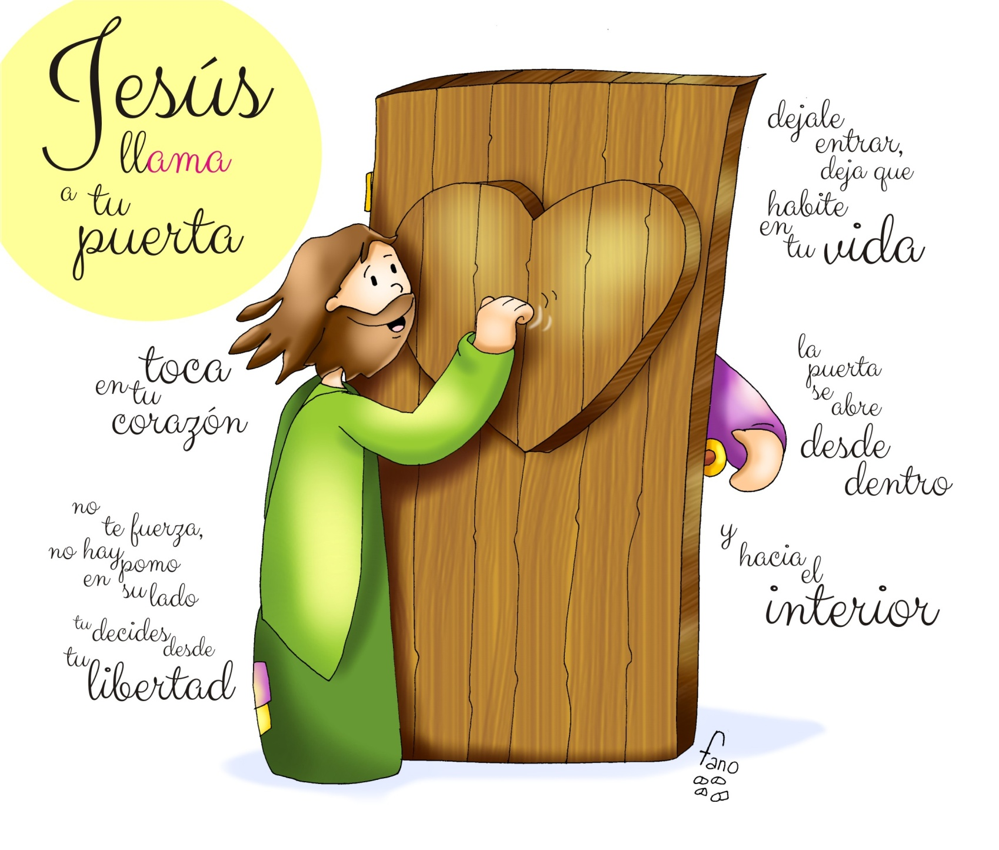 Jesús
llama
a tu
puerta
toca
en tu
corazón
no
te fuerza,
no hay
pomo
en
su lado
tu decides
desde
tu
libertad
dejale
entrar,
deja que
habite
en
tu vida
la
puerta
se
abre
desde
dentro
y
hacia
el
interior
fano